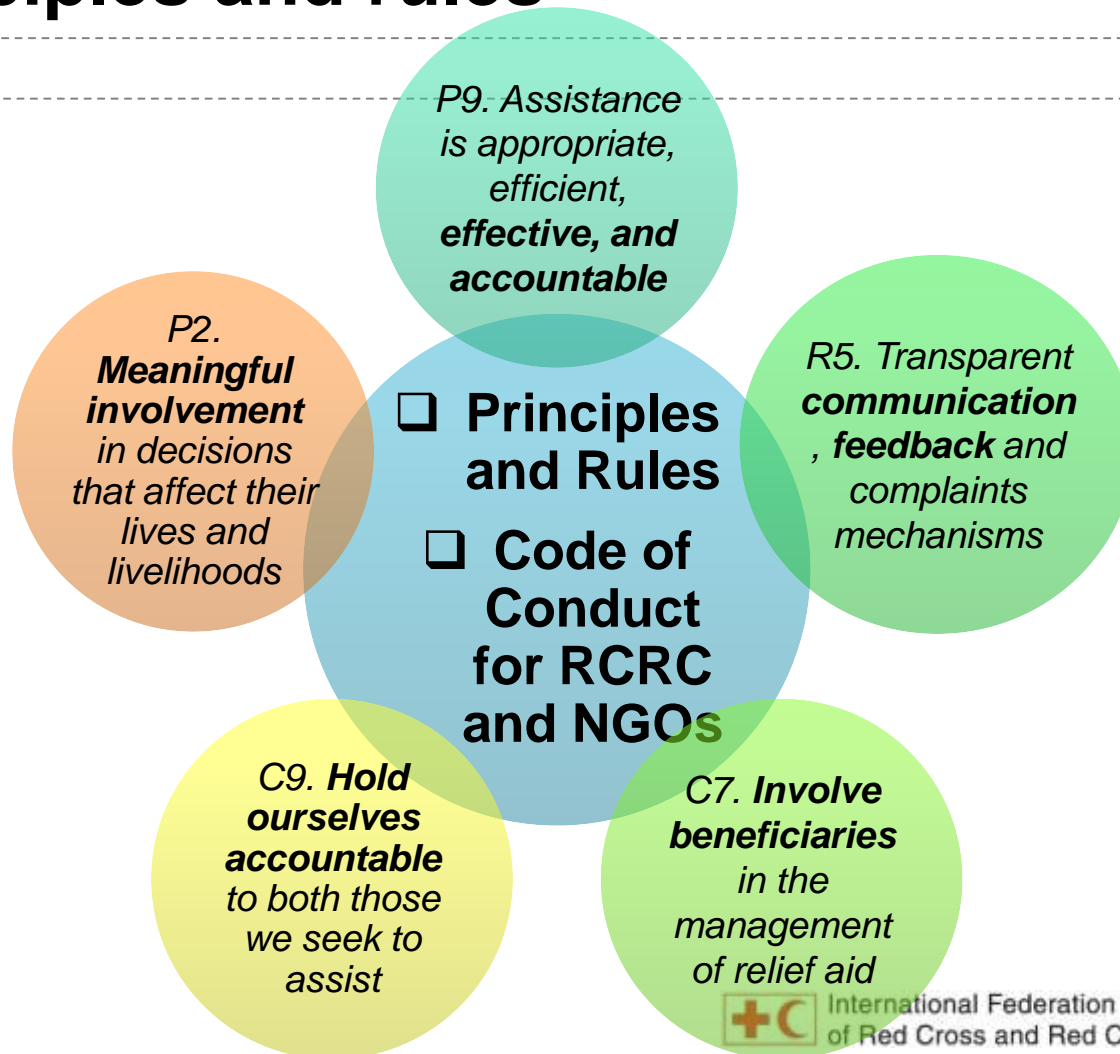 and
P9. Assistance
is appropriate,
efficient,
effective, and
accountable
P2.
Meaningful
involvement
in decisions
that affect their
lives and
livelihoods
❑ Principles
and Rules
❑ Code of
Conduct
for RCRC
and NGOs
R5. Transparent
communication
, feedback and
complaints
mechanisms
C9. Hold
ourselves
accountable
to both those
we seek to
assist
C7. Involve
beneficiaries
in the
management
of relief aid
International Federation
of Red Cross and Red